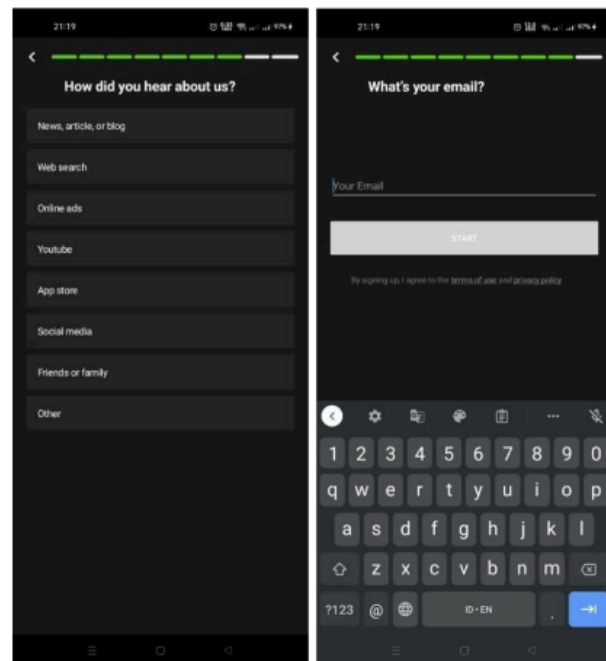 21:19
97%
How did you hear about us?
News, article, or blog
Web search
Online ads
Youtube
App store
Social media
Friends or family
Other
21:19
97%
What's your email?
Your Email
START
By signing up, I agree to the terms of use and privacy policy
1 2 3 4 5 6 7 8 9 0
q w e r t y u i o p
a s d f g h j k l
z x c v b n m
?123 @ ID • EN .